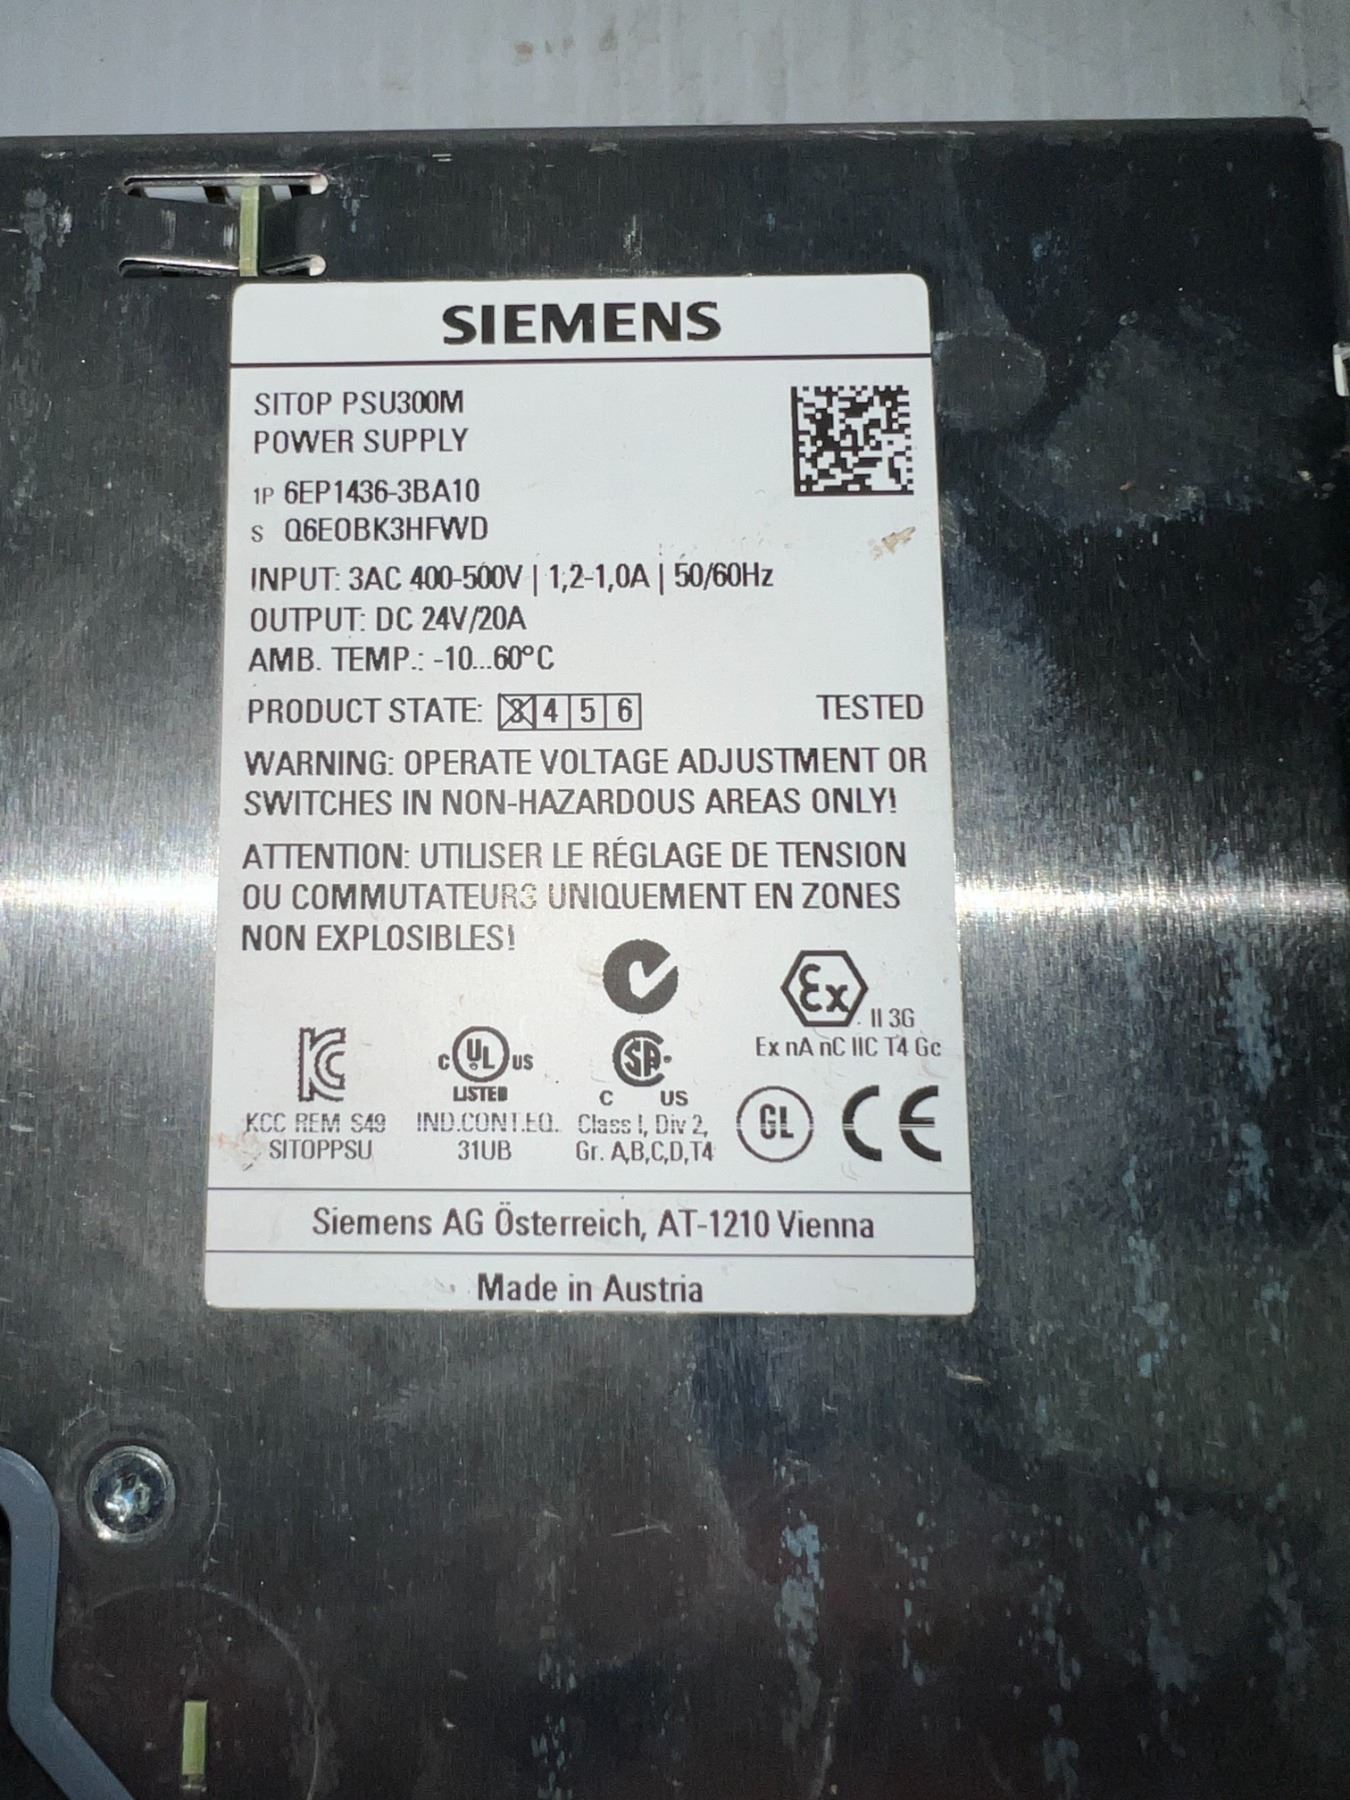 SIEMENS
SITOP PSU300M
POWER SUPPLY
1P 6EP1436-3BA10
S Q6E0BK3HFWD
INPUT: 3AC 400-500V | 1,2-1,0A | 50/60Hz
OUTPUT: DC 24V/20A
AMB. TEMP.: -10...60°C
PRODUCT STATE: 3 4 5 6 TESTED
WARNING: OPERATE VOLTAGE ADJUSTMENT OR
SWITCHES IN NON-HAZARDOUS AREAS ONLY!
ATTENTION: UTILISER LE RÉGLAGE DE TENSION
OU COMMUTATEURS UNIQUEMENT EN ZONES
NON EXPLOSIBLES!
Ex II 3G
Ex nA nC IIC T4 Gc
KC
C UL US
LISTED
SA
C US
KCC REM S49
SITOPPSU
IND.CONT.EQ.
31UB
Class I, Div 2,
Gr. A,B,C,D,T4
GL
CE
Siemens AG Österreich, AT-1210 Vienna
Made in Austria